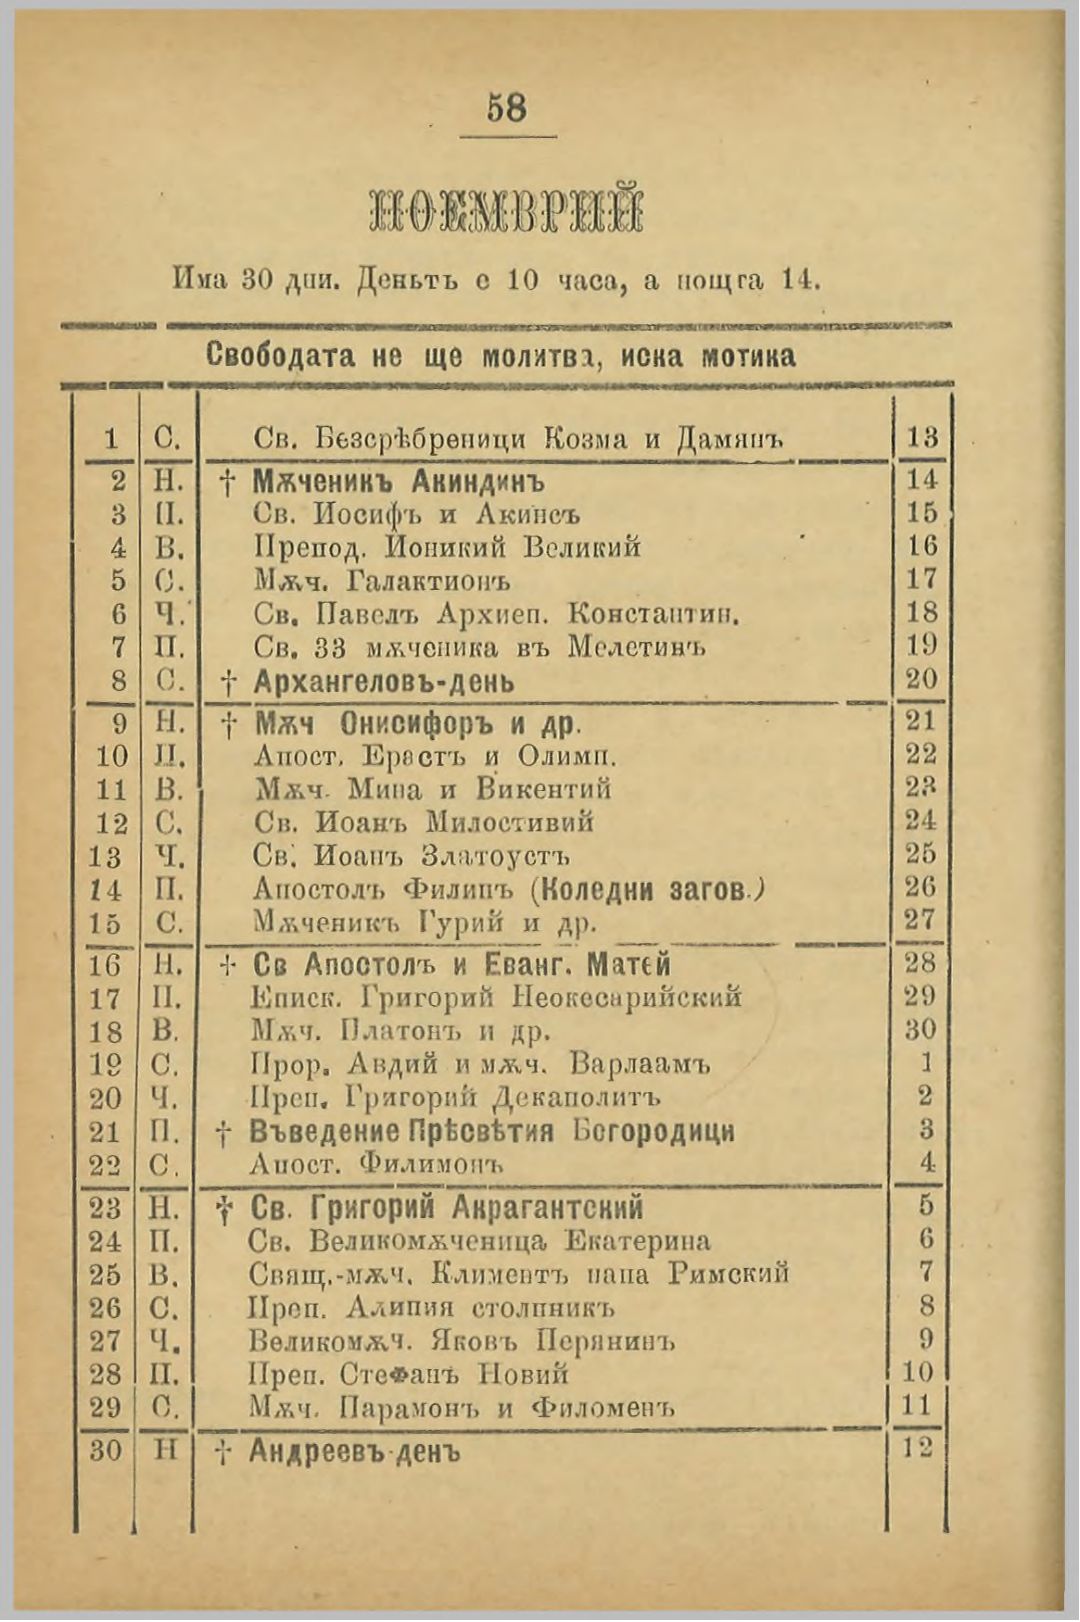 58
НОЕМВРИЙ
Има 30 дни. Деньтъ е 10 часа, а нощта 14.
Свободата не ще молитва, иска мотика
1 С. Св. Безсрѣбреници Козма и Дамянъ 13
2 Н. † Мѫченикъ Акиндинъ 14
3 П. Св. Иосифъ и Акинсъ 15
4 В. Препод. Йоникий Великий 16
5 С. Мѫч. Галактионъ 17
6 Ч. Св. Павелъ Архиеп. Константин. 18
7 П. Св. 33 мѫченика въ Мелетинъ 19
8 С. † Архангеловъ-день 20
9 Н. † Мѫч Онисифоръ и др. 21
10 П. Апост. Ерастъ и Олимп. 22
11 В. Мѫч. Мина и Викентий 23
12 С. Св. Иоанъ Милостивий 24
13 Ч. Св. Иоанъ Златоустъ 25
14 П. Апостолъ Филипъ (Коледни загов.) 26
15 С. Мѫченикъ Гурий и др. 27
16 Н. † Св Апостолъ и Еванг. Матей 28
17 П. Еписк. Григорий Неокесарийский 29
18 В. Мѫч. Платонъ и др. 30
19 С. Прор. Авдий и мѫч. Варлаамъ 1
20 Ч. Преп. Григорий Декаполитъ 2
21 П. † Въведение Прѣсвѣтия Богородици 3
22 С. Апост. Филимонъ 4
23 Н. † Св. Григорий Акрагантский 5
24 П. Св. Великомѫченица Екатерина 6
25 В. Свящ.-мѫч. Климентъ папа Римский 7
26 С. Преп. Алипия столпникъ 8
27 Ч. Великомѫч. Яковъ Перянинъ 9
28 П. Преп. Стефанъ Новий 10
29 С. Мѫч. Парамонъ и Филоменъ 11
30 Н † Андреевъ-денъ 12